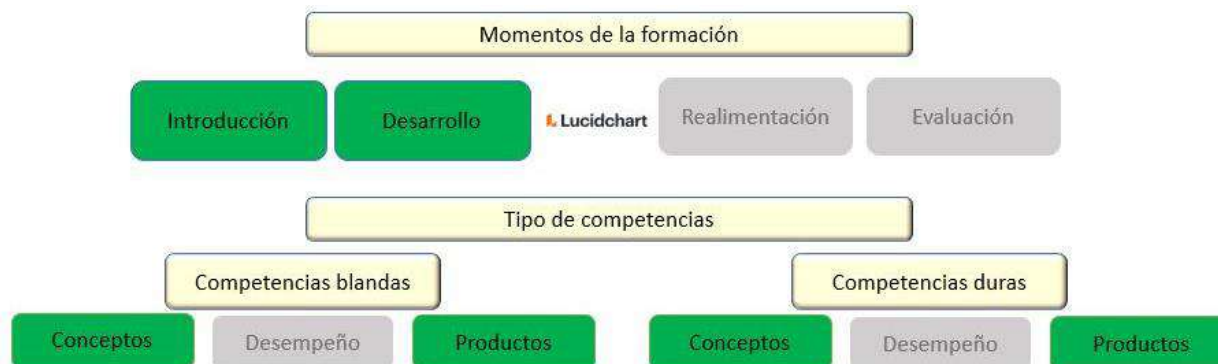 Momentos de la formación
Introducción
Desarrollo
Lucidchart
Realimentación
Evaluación
Tipo de competencias
Competencias blandas
Competencias duras
Conceptos
Desempeño
Productos
Conceptos
Desempeño
Productos